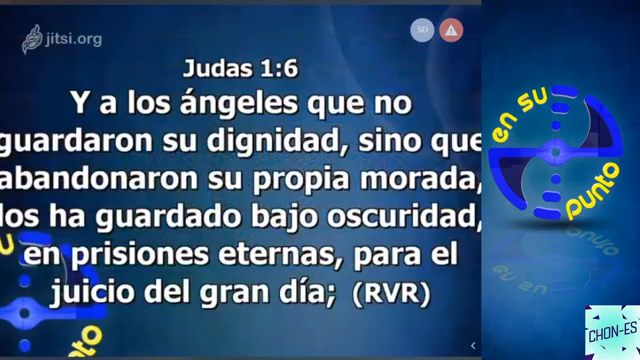 jitsi.org
SE1
Judas 1:6
Y a los ángeles que no
guardaron su dignidad, sino que
abandonaron su propia morada,
los ha guardado bajo oscuridad,
en prisiones eternas, para el
juicio del gran día; (RVR)
en su
punto
CHON-ES